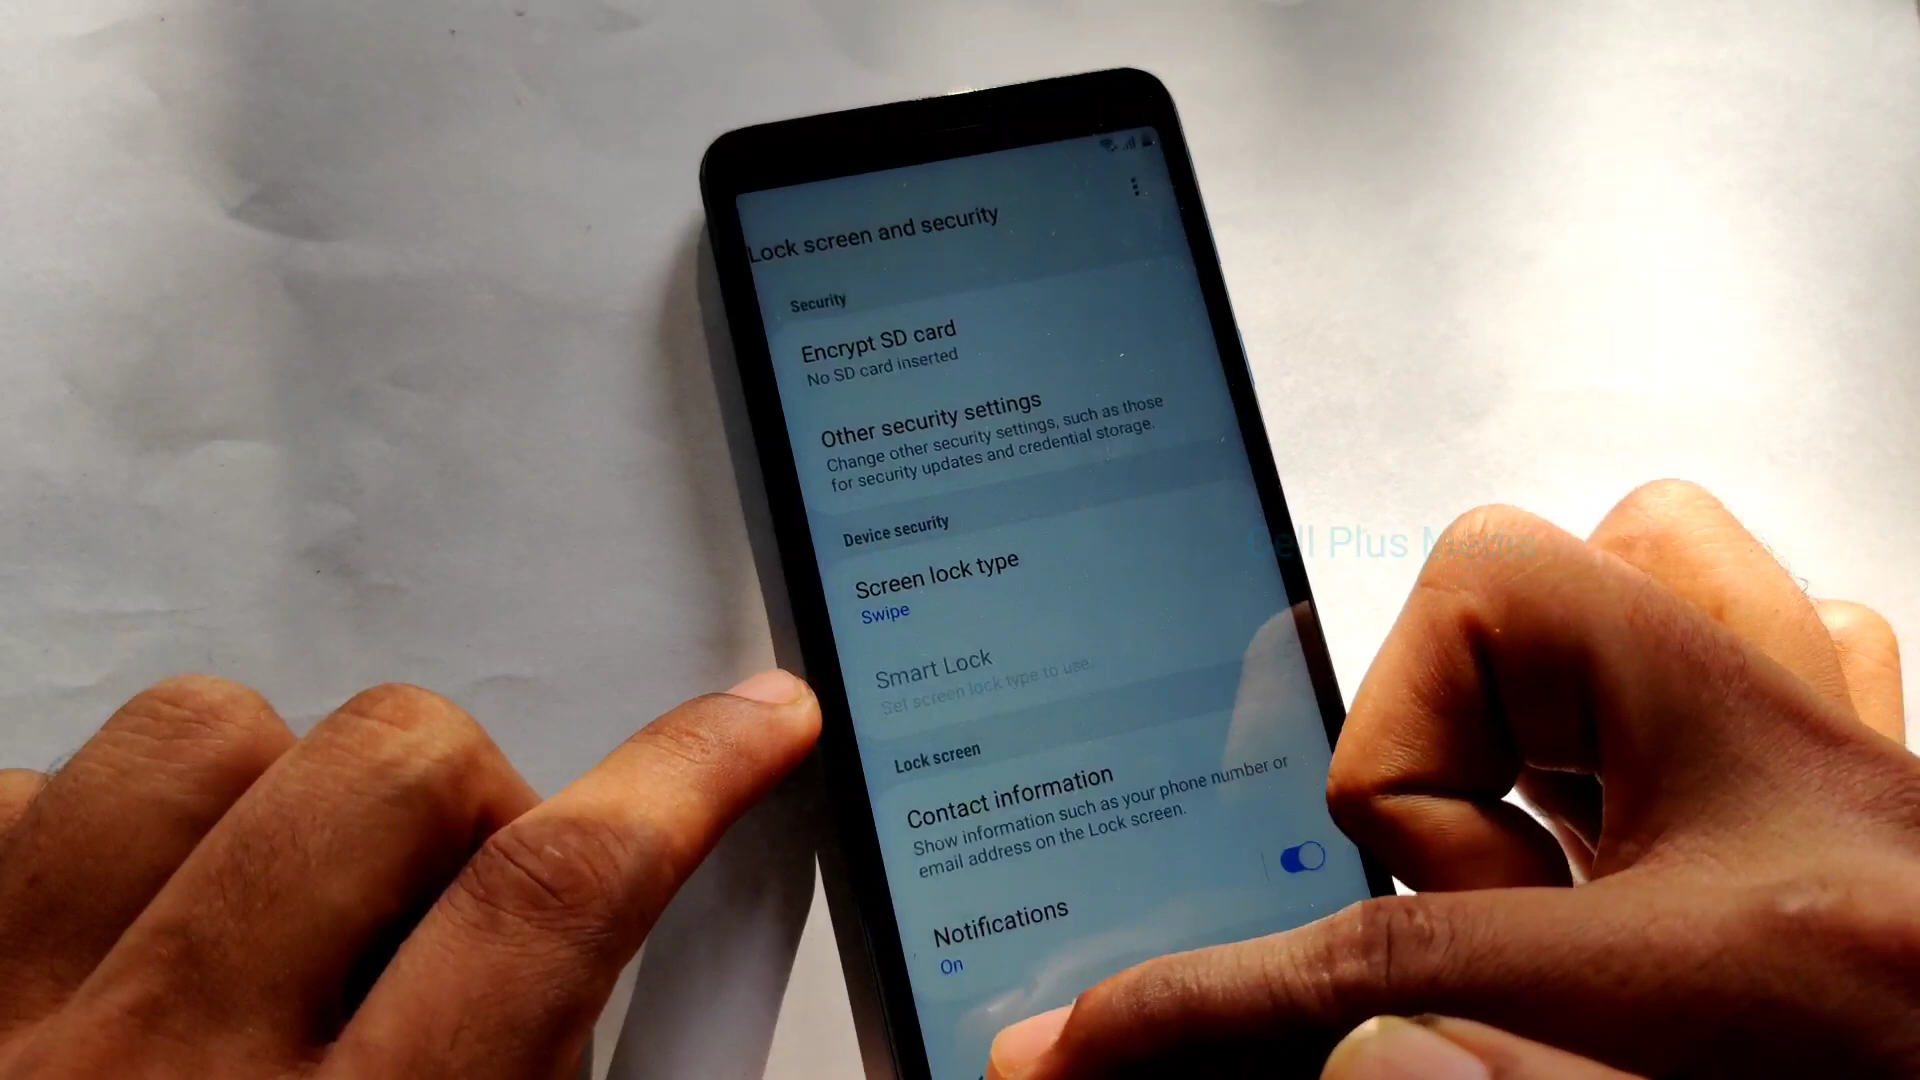 Lock screen and security
Security
Encrypt SD card
No SD card inserted
Other security settings
Change other security settings, such as those
for security updates and credential storage.
Device security
Screen lock type
Swipe
Smart Lock
Set screen lock type to use.
Lock screen
Contact information
Show information such as your phone number or
email address on the Lock screen.
Notifications
On
Cell Plus Media